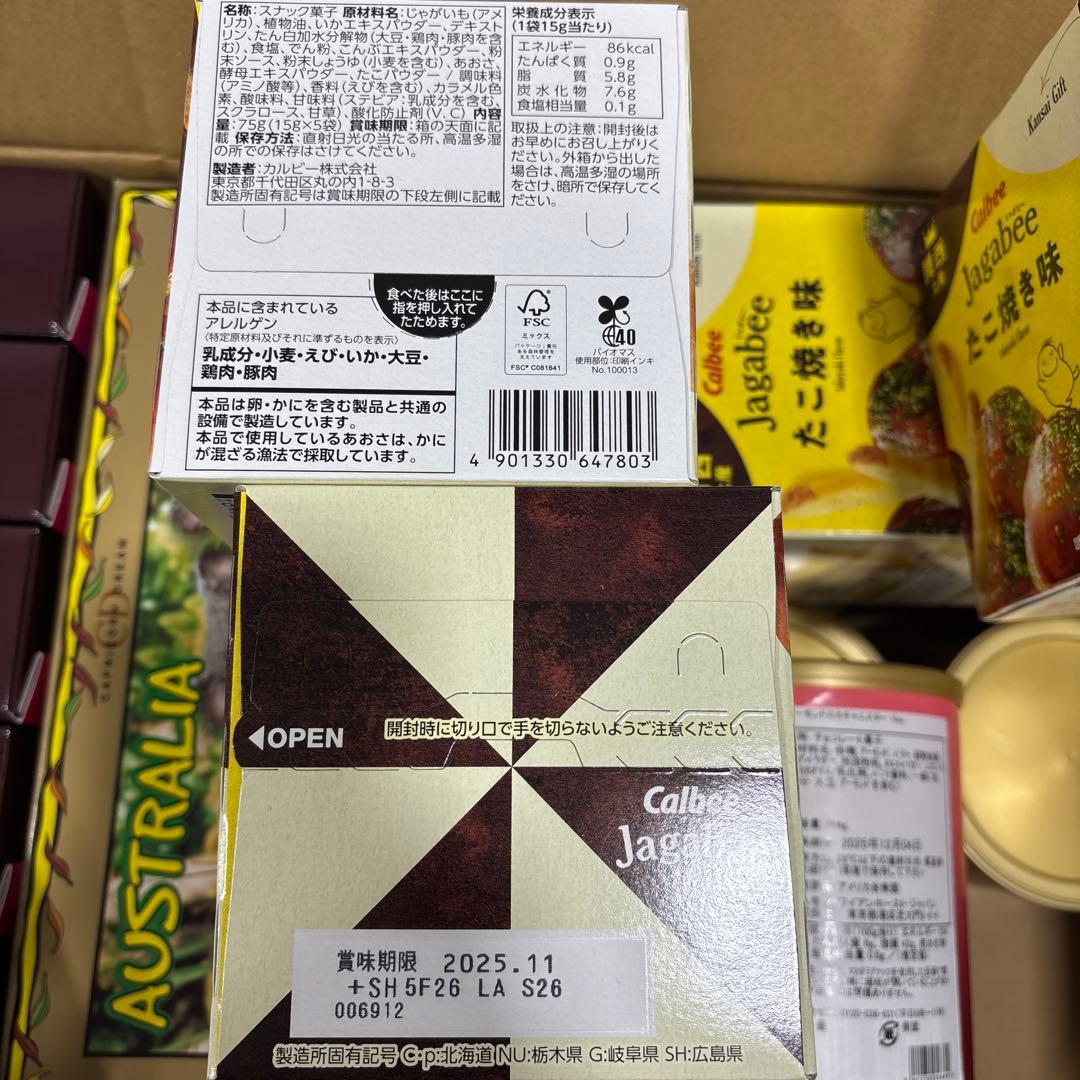 名称:スナック菓子 原材料名:じゃがいも(アメ
リカ)、植物油、いかエキスパウダー、デキスト
リン、たん白加水分解物(大豆・鶏肉・豚肉を含
む)、食塩、でん粉、こんぶエキスパウダー、粉
末ソース、粉末しょうゆ(小麦を含む)、あおさ、
酵母エキスパウダー、たこパウダー / 調味料
(アミノ酸等)、香料(えびを含む)、カラメル色
素、酸味料、甘味料(ステビア:乳成分を含む、
スクラロース、甘草)、酸化防止剤(V.C) 内容
量:75g(15g×5袋) 賞味期限:箱の天面に記
載 保存方法:直射日光の当たる所、高温多湿
の所での保存はさけてください。
製造者:カルビー株式会社
東京都千代田区丸の内1-8-3
製造所固有記号は賞味期限の下段左側に記載
栄養成分表示
(1袋15g当たり)
エネルギー 86kcal
たんぱく質 0.9g
脂質 5.8g
炭水化物 7.6g
食塩相当量 0.1g
取扱上の注意:開封後は
お早めにお召し上がりく
ださい。外箱から出した
場合は、高温多湿の場所
をさけ、暗所で保存してく
ださい。
食べた後はここに
指を押し入れて
たためます。
本品に含まれている
アレルゲン
(特定原材料及びそれに準ずるものを表示)
乳成分・小麦・えび・いか・大豆・
鶏肉・豚肉
本品は卵・かにを含む製品と共通の
設備で製造しています。
本品で使用しているあおさは、かに
が混ざる漁法で採取しています。
FSC
ミックス
FSC® C081641
40
バイオマス
使用部位:印刷インキ
No.100013
4 901330 647803
Kansai Gift
Calbee
Jagabee
たこ焼き味
Calbee
Jagabee
たこ焼き味
AUSTRALIA
OPEN
開封時に切り口で手を切らないようご注意ください。
Calbee
賞味期限 2025.11
+SH 5F26 LA S26
006912
製造所固有記号 C・p:北海道 NU:栃木県 G:岐阜県 SH:広島県
2025年12月06日